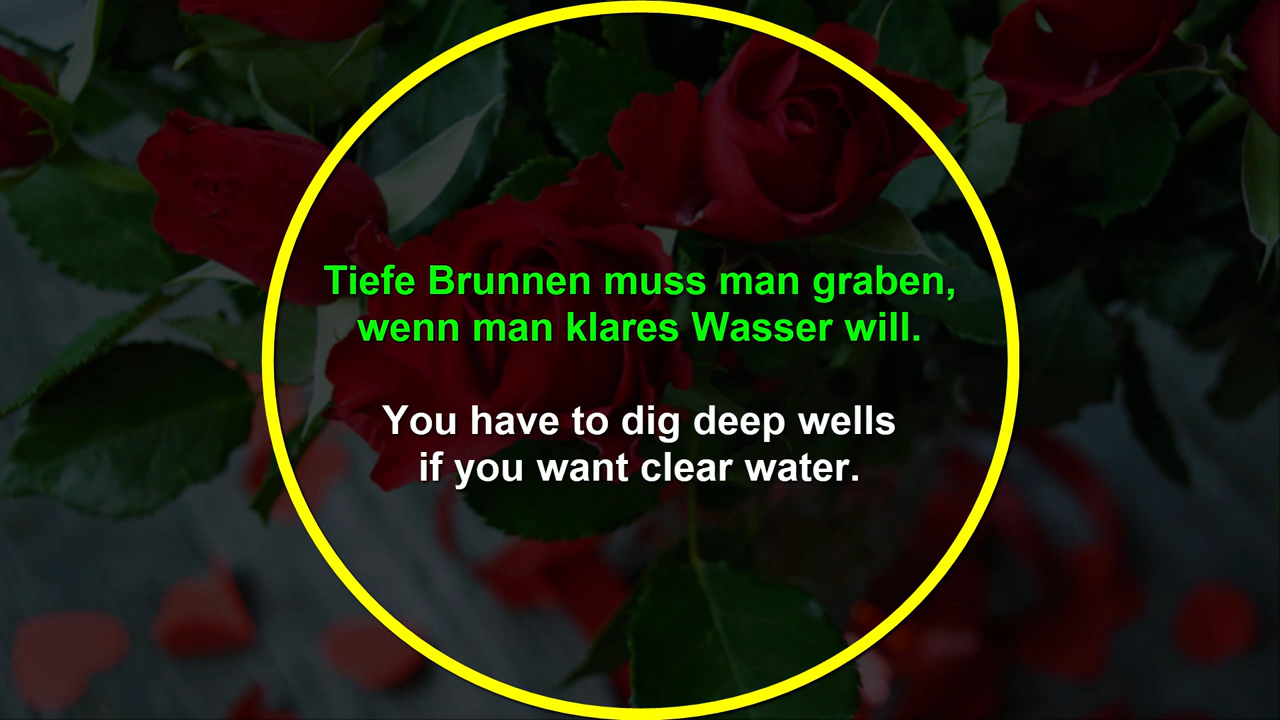 Tiefe Brunnen muss man graben,
wenn man klares Wasser will.
You have to dig deep wells
if you want clear water.